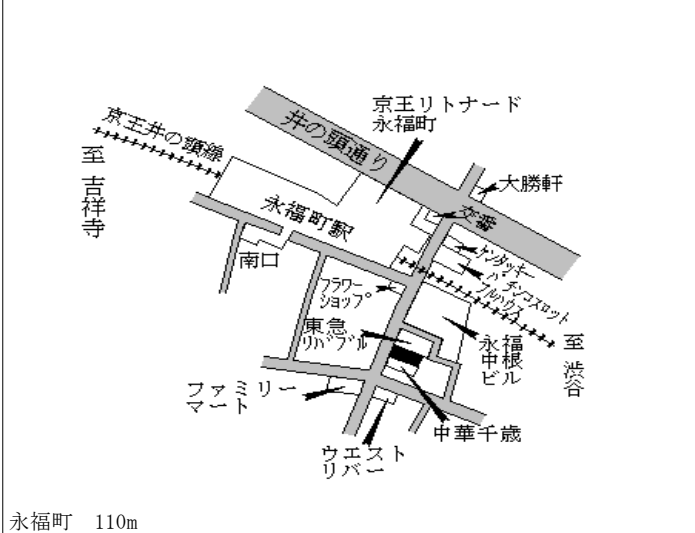 京王リトナード
永福町
京王井の頭線
井の頭通り
至 吉祥寺
大勝軒
交番
永福町駅
ケンタッキー
パチンコスロット
フルハウス
南口
フラワー
ショップ
東急
リバブル
永福
中根
ビル
至 渋谷
ファミリー
マート
中華千歳
ウエスト
リバー
永福町 110m